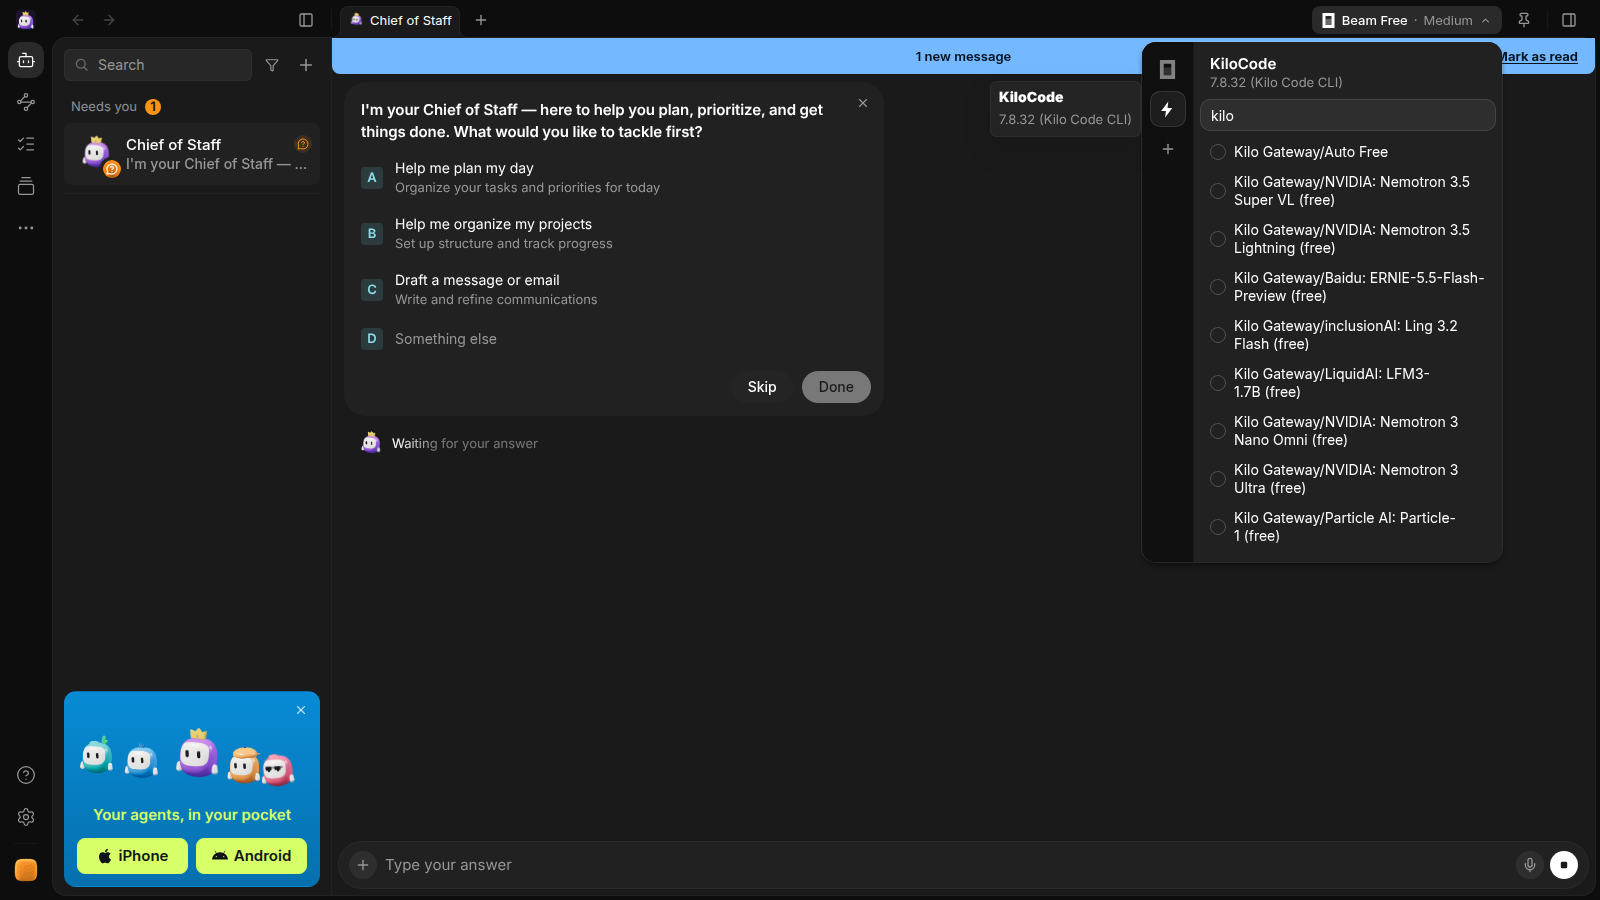 Chief of Staff
Beam Free · Medium
Search
Needs you 1
Chief of Staff
I'm your Chief of Staff — ...
1 new message
Mark as read
I'm your Chief of Staff — here to help you plan, prioritize, and get
things done. What would you like to tackle first?
A Help me plan my day
Organize your tasks and priorities for today
B Help me organize my projects
Set up structure and track progress
C Draft a message or email
Write and refine communications
D Something else
Skip
Done
Waiting for your answer
KiloCode
7.8.32 (Kilo Code CLI)
KiloCode
7.8.32 (Kilo Code CLI)
kilo
Kilo Gateway/Auto Free
Kilo Gateway/NVIDIA: Nemotron 3.5
Super VL (free)
Kilo Gateway/NVIDIA: Nemotron 3.5
Lightning (free)
Kilo Gateway/Baidu: ERNIE-5.5-Flash-
Preview (free)
Kilo Gateway/inclusionAI: Ling 3.2
Flash (free)
Kilo Gateway/LiquidAI: LFM3-
1.7B (free)
Kilo Gateway/NVIDIA: Nemotron 3
Nano Omni (free)
Kilo Gateway/NVIDIA: Nemotron 3
Ultra (free)
Kilo Gateway/Particle AI: Particle-
1 (free)
Your agents, in your pocket
iPhone
Android
Type your answer